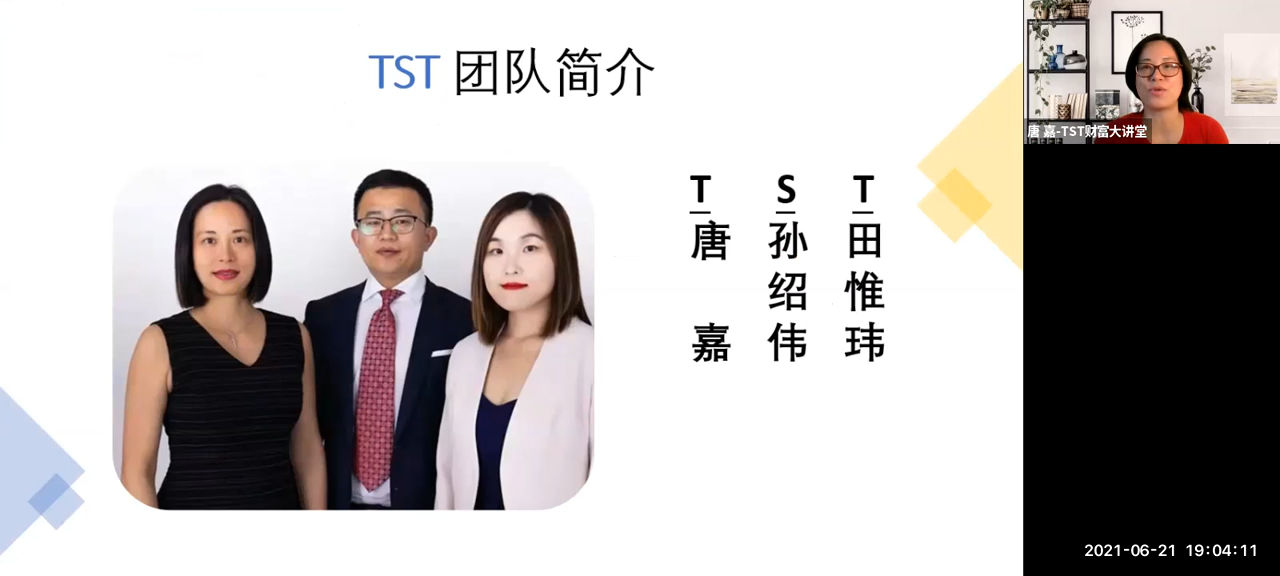 TST 团队简介
T S T
唐 孙 田
绍 惟
嘉 伟 玮
唐 嘉-TST财富大讲堂
2021-06-21 19:04:11